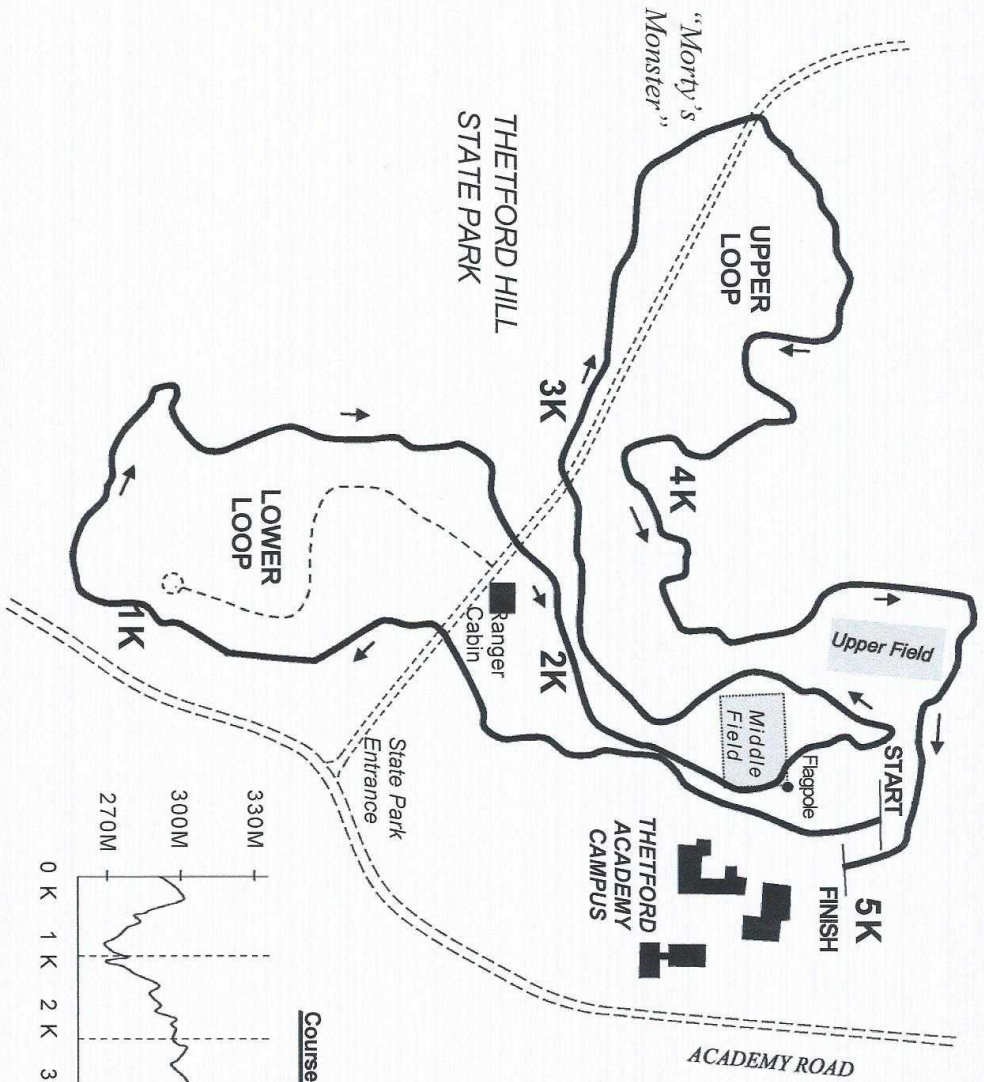 "Morty's
Monster"
THETFORD HILL
STATE PARK
UPPER
LOOP
3K
4K
LOWER
LOOP
1K
Ranger
Cabin
2K
State Park
Entrance
Upper Field
Middle
Field
Flagpole
START
FINISH
5K
THETFORD
ACADEMY
CAMPUS
ACADEMY ROAD
Course
330M
300M
270M
0 K
1 K
2 K
3